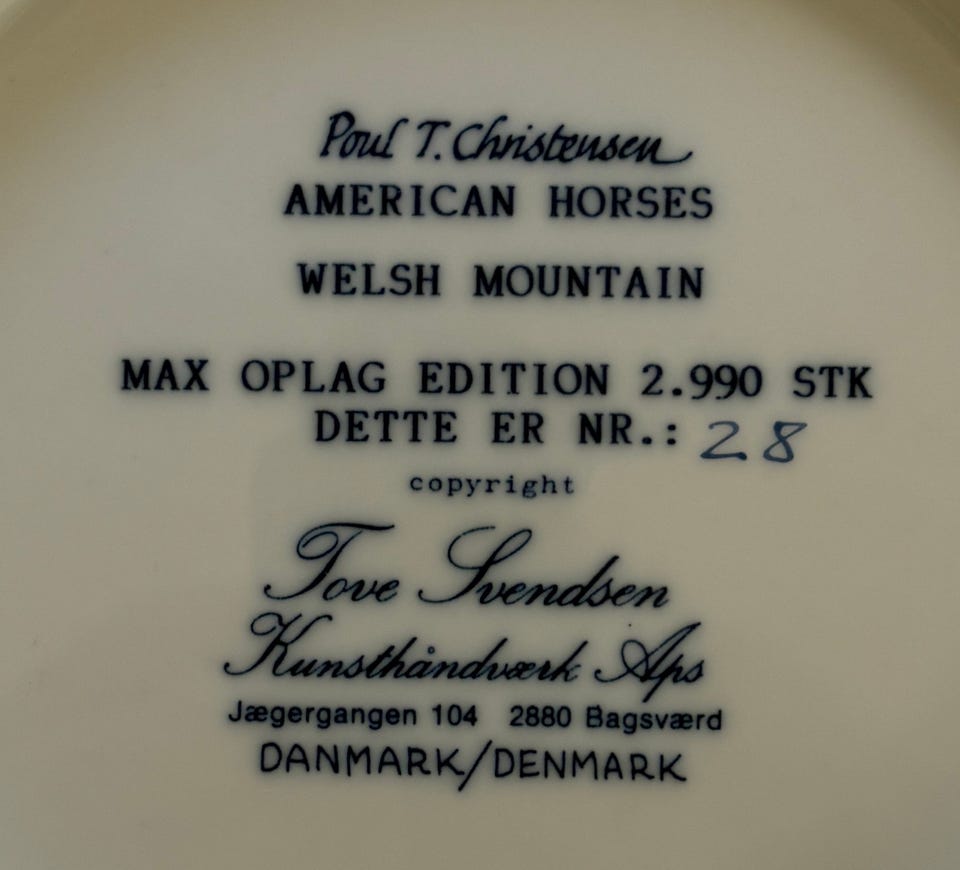 Poul T. Christensen
AMERICAN HORSES
WELSH MOUNTAIN
MAX OPLAG EDITION 2.990 STK
DETTE ER NR.: 28
copyright
Tove Svendsen
Kunsthåndværk Aps
Jægergangen 104 2880 Bagsværd
DANMARK/DENMARK